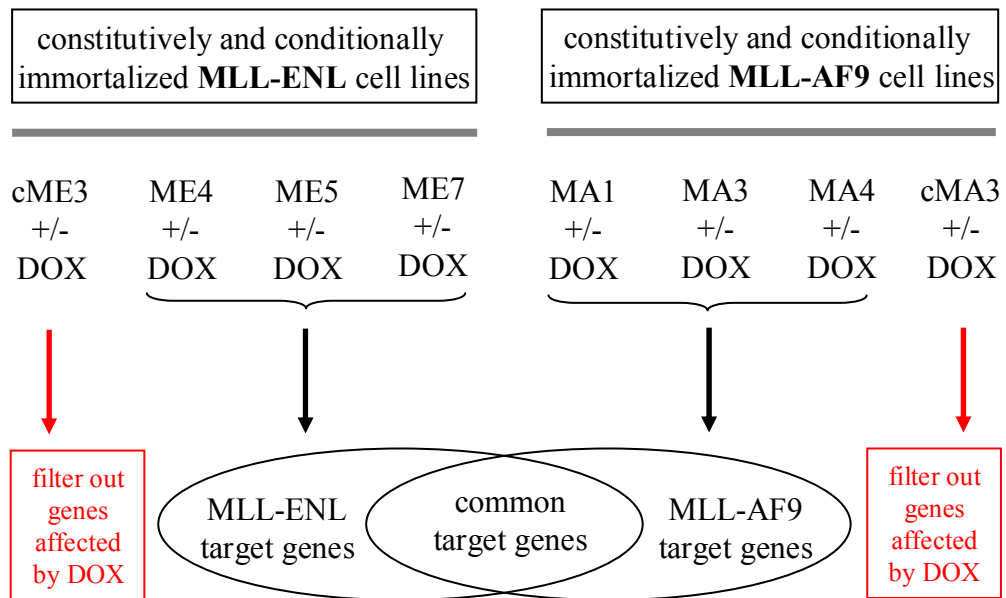 constitutively and conditionally
immortalized MLL-ENL cell lines
constitutively and conditionally
immortalized MLL-AF9 cell lines
cME3
+/-
DOX
ME4
+/-
DOX
ME5
+/-
DOX
ME7
+/-
DOX
MA1
+/-
DOX
MA3
+/-
DOX
MA4
+/-
DOX
cMA3
+/-
DOX
filter out
genes
affected
by DOX
MLL-ENL
target genes
common
target genes
MLL-AF9
target genes
filter out
genes
affected
by DOX